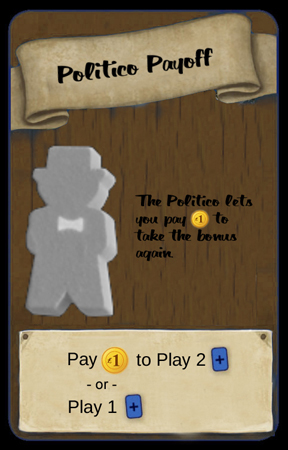 Politico Payoff
The Politico lets
you pay 1 to
take the bonus
again.
Pay 1 to Play 2 +
- or -
Play 1 +